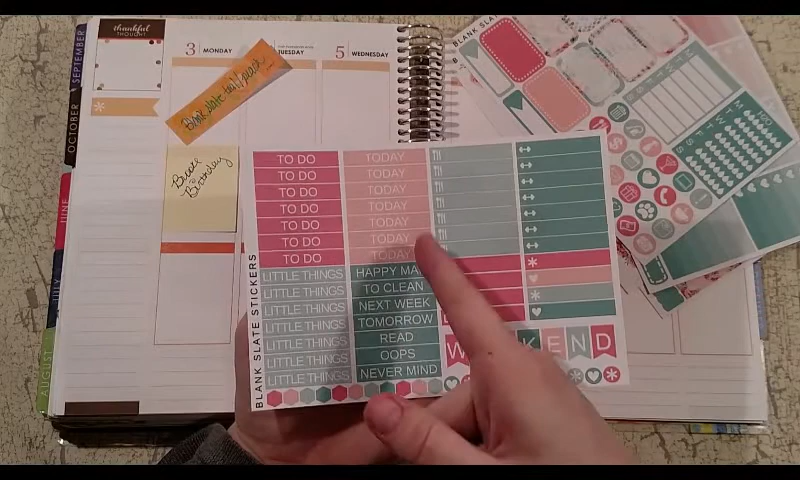 SEPTEMBER
OCTOBER
JUNE
JULY
AUGUST
thankful
THOUGHT
3 MONDAY
TUESDAY
5 WEDNESDAY
Birthday
BLANK SLATE
TO DO
TO DO
TO DO
TO DO
TO DO
TO DO
TO DO
LITTLE THINGS
LITTLE THINGS
LITTLE THINGS
LITTLE THINGS
LITTLE THINGS
LITTLE THINGS
LITTLE THINGS
TODAY
TODAY
TODAY
TODAY
TODAY
TODAY
TODAY
HAPPY MA
TO CLEAN
NEXT WEEK
TOMORROW
READ
OOPS
NEVER MIND
W
K
E
N
D
BLANK SLATE STICKERS
M
T
W
T
F
S